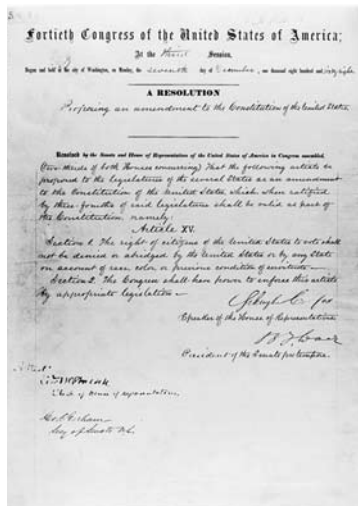 Fortieth Congress of the United States of America;
At the third Session,
Begun and held at the city of Washington, on Monday, the seventh day of December, one thousand eight hundred and sixty-eight.
A RESOLUTION
Proposing an amendment to the Constitution of the United States.
Resolved by the Senate and House of Representatives of the United States of America in Congress assembled,
(two-thirds of both Houses concurring) That the following article be
proposed to the legislatures of the several States as an amendment
to the Constitution of the United States, which when ratified
by three-fourths of said legislatures shall be valid as part of
the Constitution, namely:
Article XV.
Section 1. The right of citizens of the United States to vote shall
not be denied or abridged by the United States or by any State
on account of race, color, or previous condition of servitude—
Section 2. The Congress shall have power to enforce this article
by appropriate legislation—
Schuyler Colfax
Speaker of the House of Representatives.
B F Wade
President of the Senate pro tempore.
Attest:
Clerk of House of representatives.
Geo. C. Gorham
Secy of Senate U.S.